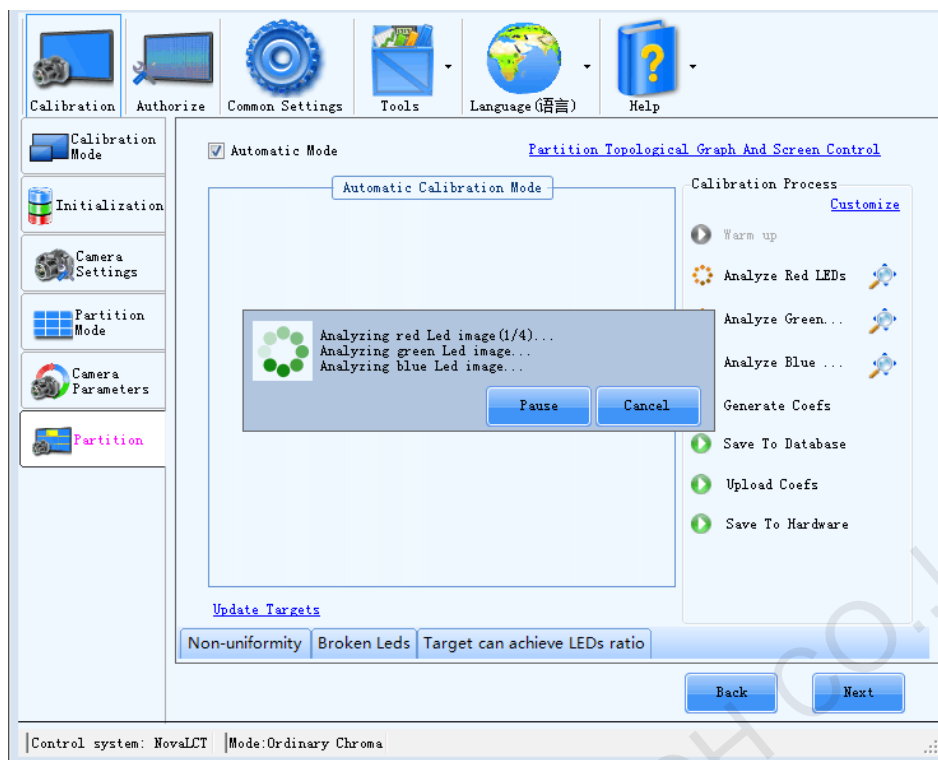 Calibration
Authorize
Common Settings
Tools
Language(语言)
Help
Calibration
Mode
Initialization
Camera
Settings
Partition
Mode
Camera
Parameters
Partition
Automatic Mode
Partition Topological Graph And Screen Control
Automatic Calibration Mode
Calibration Process
Customize
Warm up
Analyze Red LEDs
Analyze Green...
Analyze Blue ...
Generate Coefs
Save To Database
Upload Coefs
Save To Hardware
Analyzing red Led image(1/4)...
Analyzing green Led image...
Analyzing blue Led image...
Pause
Cancel
Update Targets
Non-uniformity
Broken Leds
Target can achieve LEDs ratio
Back
Next
Control system: NovaLCT
Mode:Ordinary Chroma